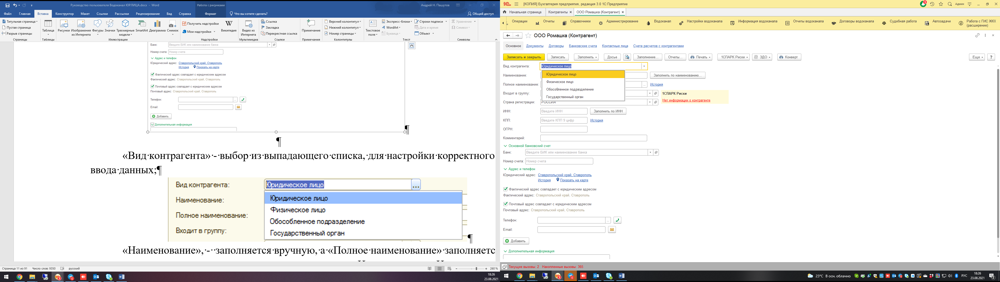 Руководство пользователя Водоканал ЮРЛИЦА.docx - Word
Работа с рисунками
Андрей Н. Пашутов
Файл Главная Вставка Конструктор Макет Ссылки Рассылки Рецензирование Вид Справка Формат Что вы хотите сделать? Общий доступ
Титульная страница
Пустая страница
Разрыв страницы
Страницы
Таблица
Таблицы
Рисунки
Изображения из Интернета
Фигуры
Значки
Трехмерные модели
SmartArt
Диаграмма
Снимок
Иллюстрации
Получить надстройки
Мои надстройки
Википедия
Надстройки
Видео из Интернета
Мультимедиа
Ссылка
Закладка
Перекрестная ссылка
Ссылки
Примечание
Примечания
Верхний колонтитул
Нижний колонтитул
Номер страницы
Колонтитулы
Текстовое поле
Экспресс-блоки
WordArt
Буквица
Строки подписи
Дата и время
Объект
Текст
Уравнение
Символ
Символы
Банк: Введите БИК или наименование банка
Номер счета: Номер счета
Адрес и телефон
Юридический адрес: Ставропольский край, Ставрополь
История Показать на карте
Фактический адрес совпадает с юридическим адресом
Фактический адрес: Ставропольский край, Ставрополь
Почтовый адрес совпадает с юридическим адресом
Почтовый адрес: Ставропольский край, Ставрополь
Телефон:
Email:
Добавить
Дополнительная информация
¶
¶
«Вид·контрагента»·-·выбор·из·выпадающего·списка,·для·настройки·корректного
ввода·данных;¶
Вид контрагента: Юридическое лицо ...
Наименование: Юридическое лицо
Физическое лицо
Полное наименование: Обособленное подразделение
Входит в группу: Государственный орган
¶
«Наименование»,·-··заполняется·вручную,·а·«Полное·наименование»·заполняетс
Страница 11 из 91 Число слов: 9350 русский 260 %
18:26
23.08.2021
[КОПИЯ] Бухгалтерия предприятия, редакция 3.0 1С:Предприятие
3
Админ
Начальная страница Контрагенты × ООО Ромашка (Контрагент) ×
Операции Отчеты Справочники Администрирование Водоканал Настройки водоканала Информация водоканала Отчеты водоканала Договоры водоканала Судебная работа Автозадачи Работа с ГИС ЖКХ
(расширение)
ООО Ромашка (Контрагент)
Основное Документы Договоры Банковские счета Контактные лица Счета расчетов с контрагентами
Записать и закрыть Записать Заполнить Досье Заполнение... Отчеты... Печать 1СПАРК Риски ЭДО Конверт Еще ?
Вид контрагента: Юридическое лицо
Юридическое лицо
Физическое лицо
Обособленное подразделение
Государственный орган
Наименование: Заполнить по наименованию...
Полное наименование: ... История
Входит в группу:
1СПАРК Риски
Нет информации о контрагенте
Страна регистрации: РОССИЯ
ИНН: Введите ИНН Заполнить по ИНН
КПП: Введите КПП 9 цифр История
ОГРН:
Комментарий:
Основной банковский счет
Банк: Введите БИК или наименование банка
Номер счета: Номер счета
Адрес и телефон
Юридический адрес: Ставропольский край, Ставрополь
История Показать на карте
Фактический адрес совпадает с юридическим адресом
Фактический адрес: Ставропольский край, Ставрополь
Почтовый адрес совпадает с юридическим адресом
Почтовый адрес: Ставропольский край, Ставрополь
Телефон: ...
Email:
Добавить
Дополнительная информация
Текущие вызовы: 2 Накопленные вызовы: 365
23°C В осн. облачно РУС
18:26
23.08.2021